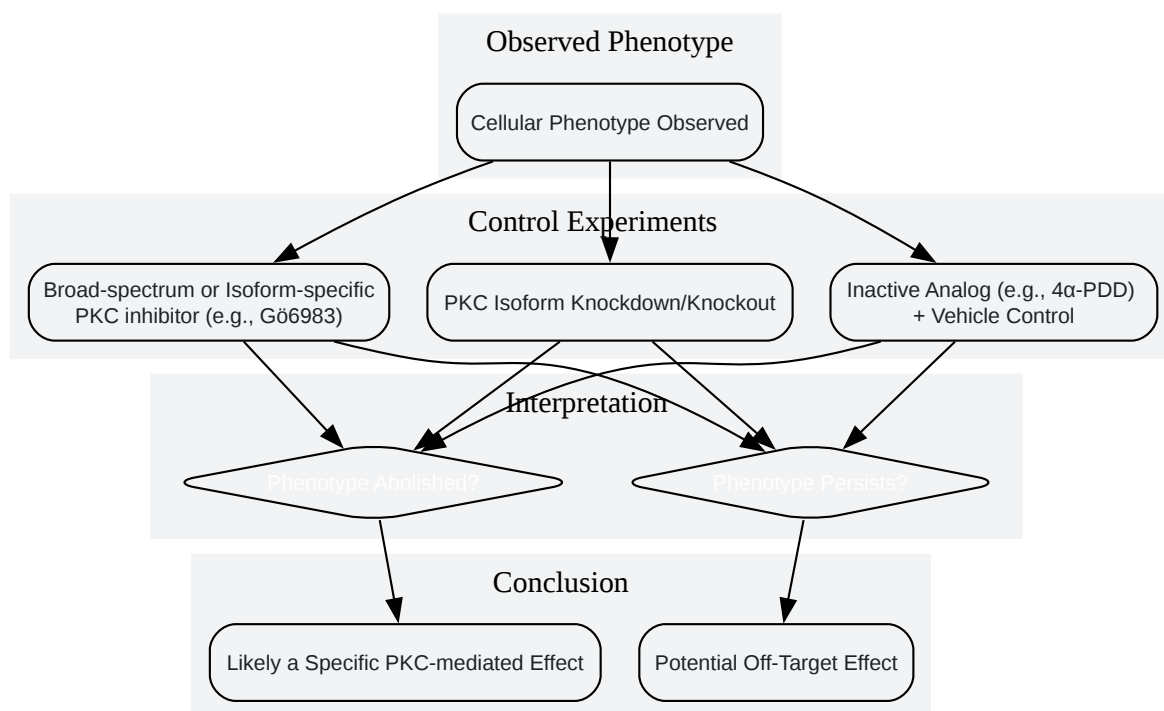 Observed Phenotype
Cellular Phenotype Observed
Control Experiments
Broad-spectrum or Isoform-specific
PKC inhibitor (e.g., Gö6983)
PKC Isoform Knockdown/Knockout
Inactive Analog (e.g., 4α-PDD)
+ Vehicle Control
Interpretation
Phenotype Abolished?
Phenotype Persists?
Conclusion
Likely a Specific PKC-mediated Effect
Potential Off-Target Effect